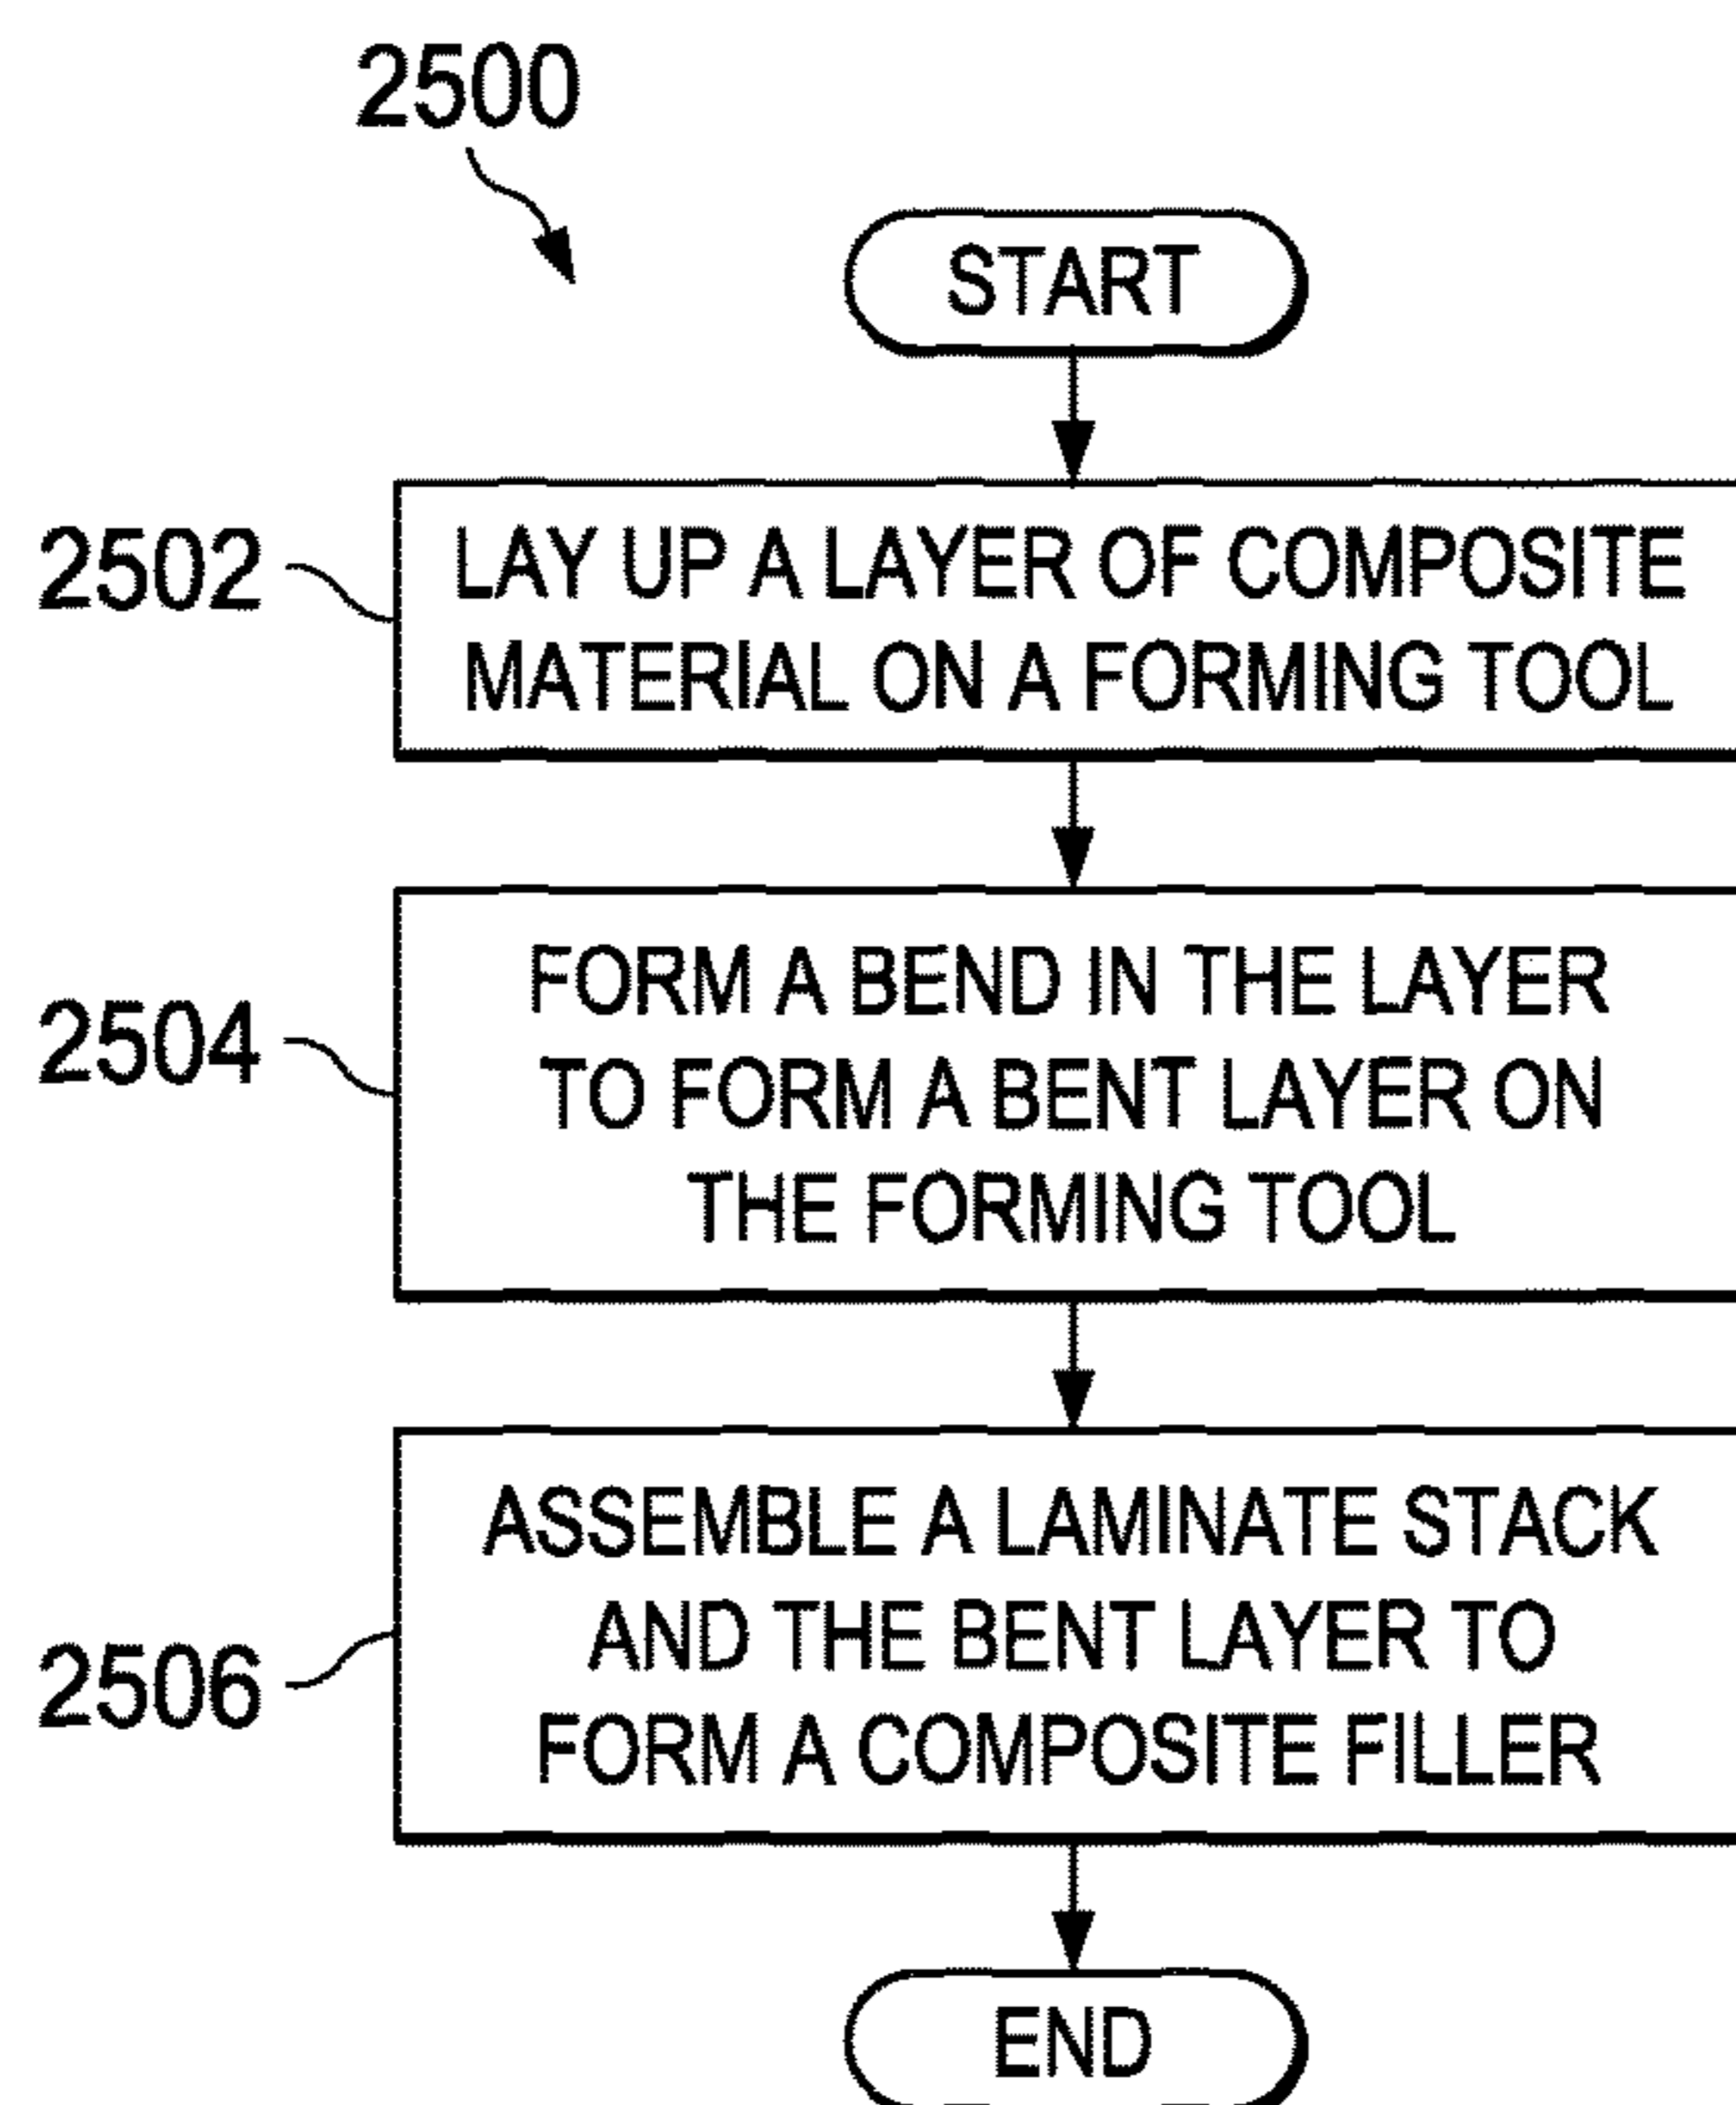 2500
START
2502
LAY UP A LAYER OF COMPOSITE
MATERIAL ON A FORMING TOOL
2504
FORM A BEND IN THE LAYER
TO FORM A BENT LAYER ON
THE FORMING TOOL
2506
ASSEMBLE A LAMINATE STACK
AND THE BENT LAYER TO
FORM A COMPOSITE FILLER
END